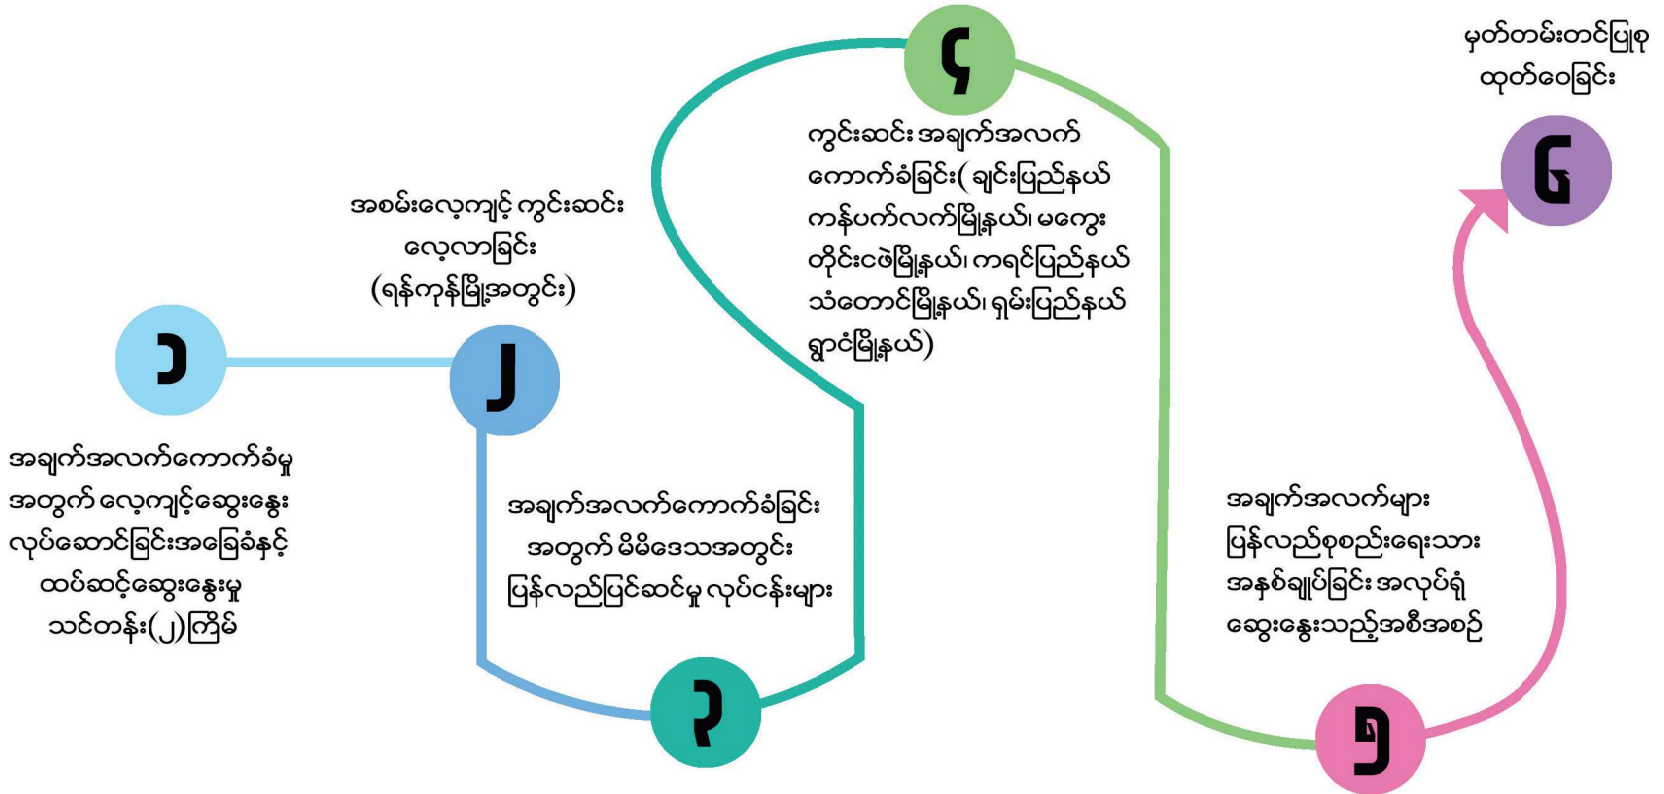 ၁
အချက်အလက်ကောက်ခံမှု
အတွက် လေ့ကျင့်ဆွေးနွေး
လုပ်ဆောင်ခြင်းအခြေခံနှင့်
ထပ်ဆင့်ဆွေးနွေးမှု
သင်တန်း(၂)ကြိမ်
အစမ်းလေ့ကျင့် ကွင်းဆင်း
လေ့လာခြင်း
(ရန်ကုန်မြို့အတွင်း)
၂
အချက်အလက်ကောက်ခံခြင်း
အတွက် မိမိဒေသအတွင်း
ပြန်လည်ပြင်ဆင်မှု လုပ်ငန်းများ
၃
၄
ကွင်းဆင်း အချက်အလက်
ကောက်ခံခြင်း( ချင်းပြည်နယ်
ကန်ပက်လက်မြို့နယ်၊ မကွေး
တိုင်းငဖဲမြို့နယ်၊ ကရင်ပြည်နယ်
သံတောင်မြို့နယ်၊ ရှမ်းပြည်နယ်
ရွာငံမြို့နယ်)
အချက်အလက်များ
ပြန်လည်စုစည်းရေးသား
အနှစ်ချုပ်ခြင်း အလုပ်ရုံ
ဆွေးနွေးသည့်အစီအစဉ်
၅
မှတ်တမ်းတင်ပြုစု
ထုတ်ဝေခြင်း
၆